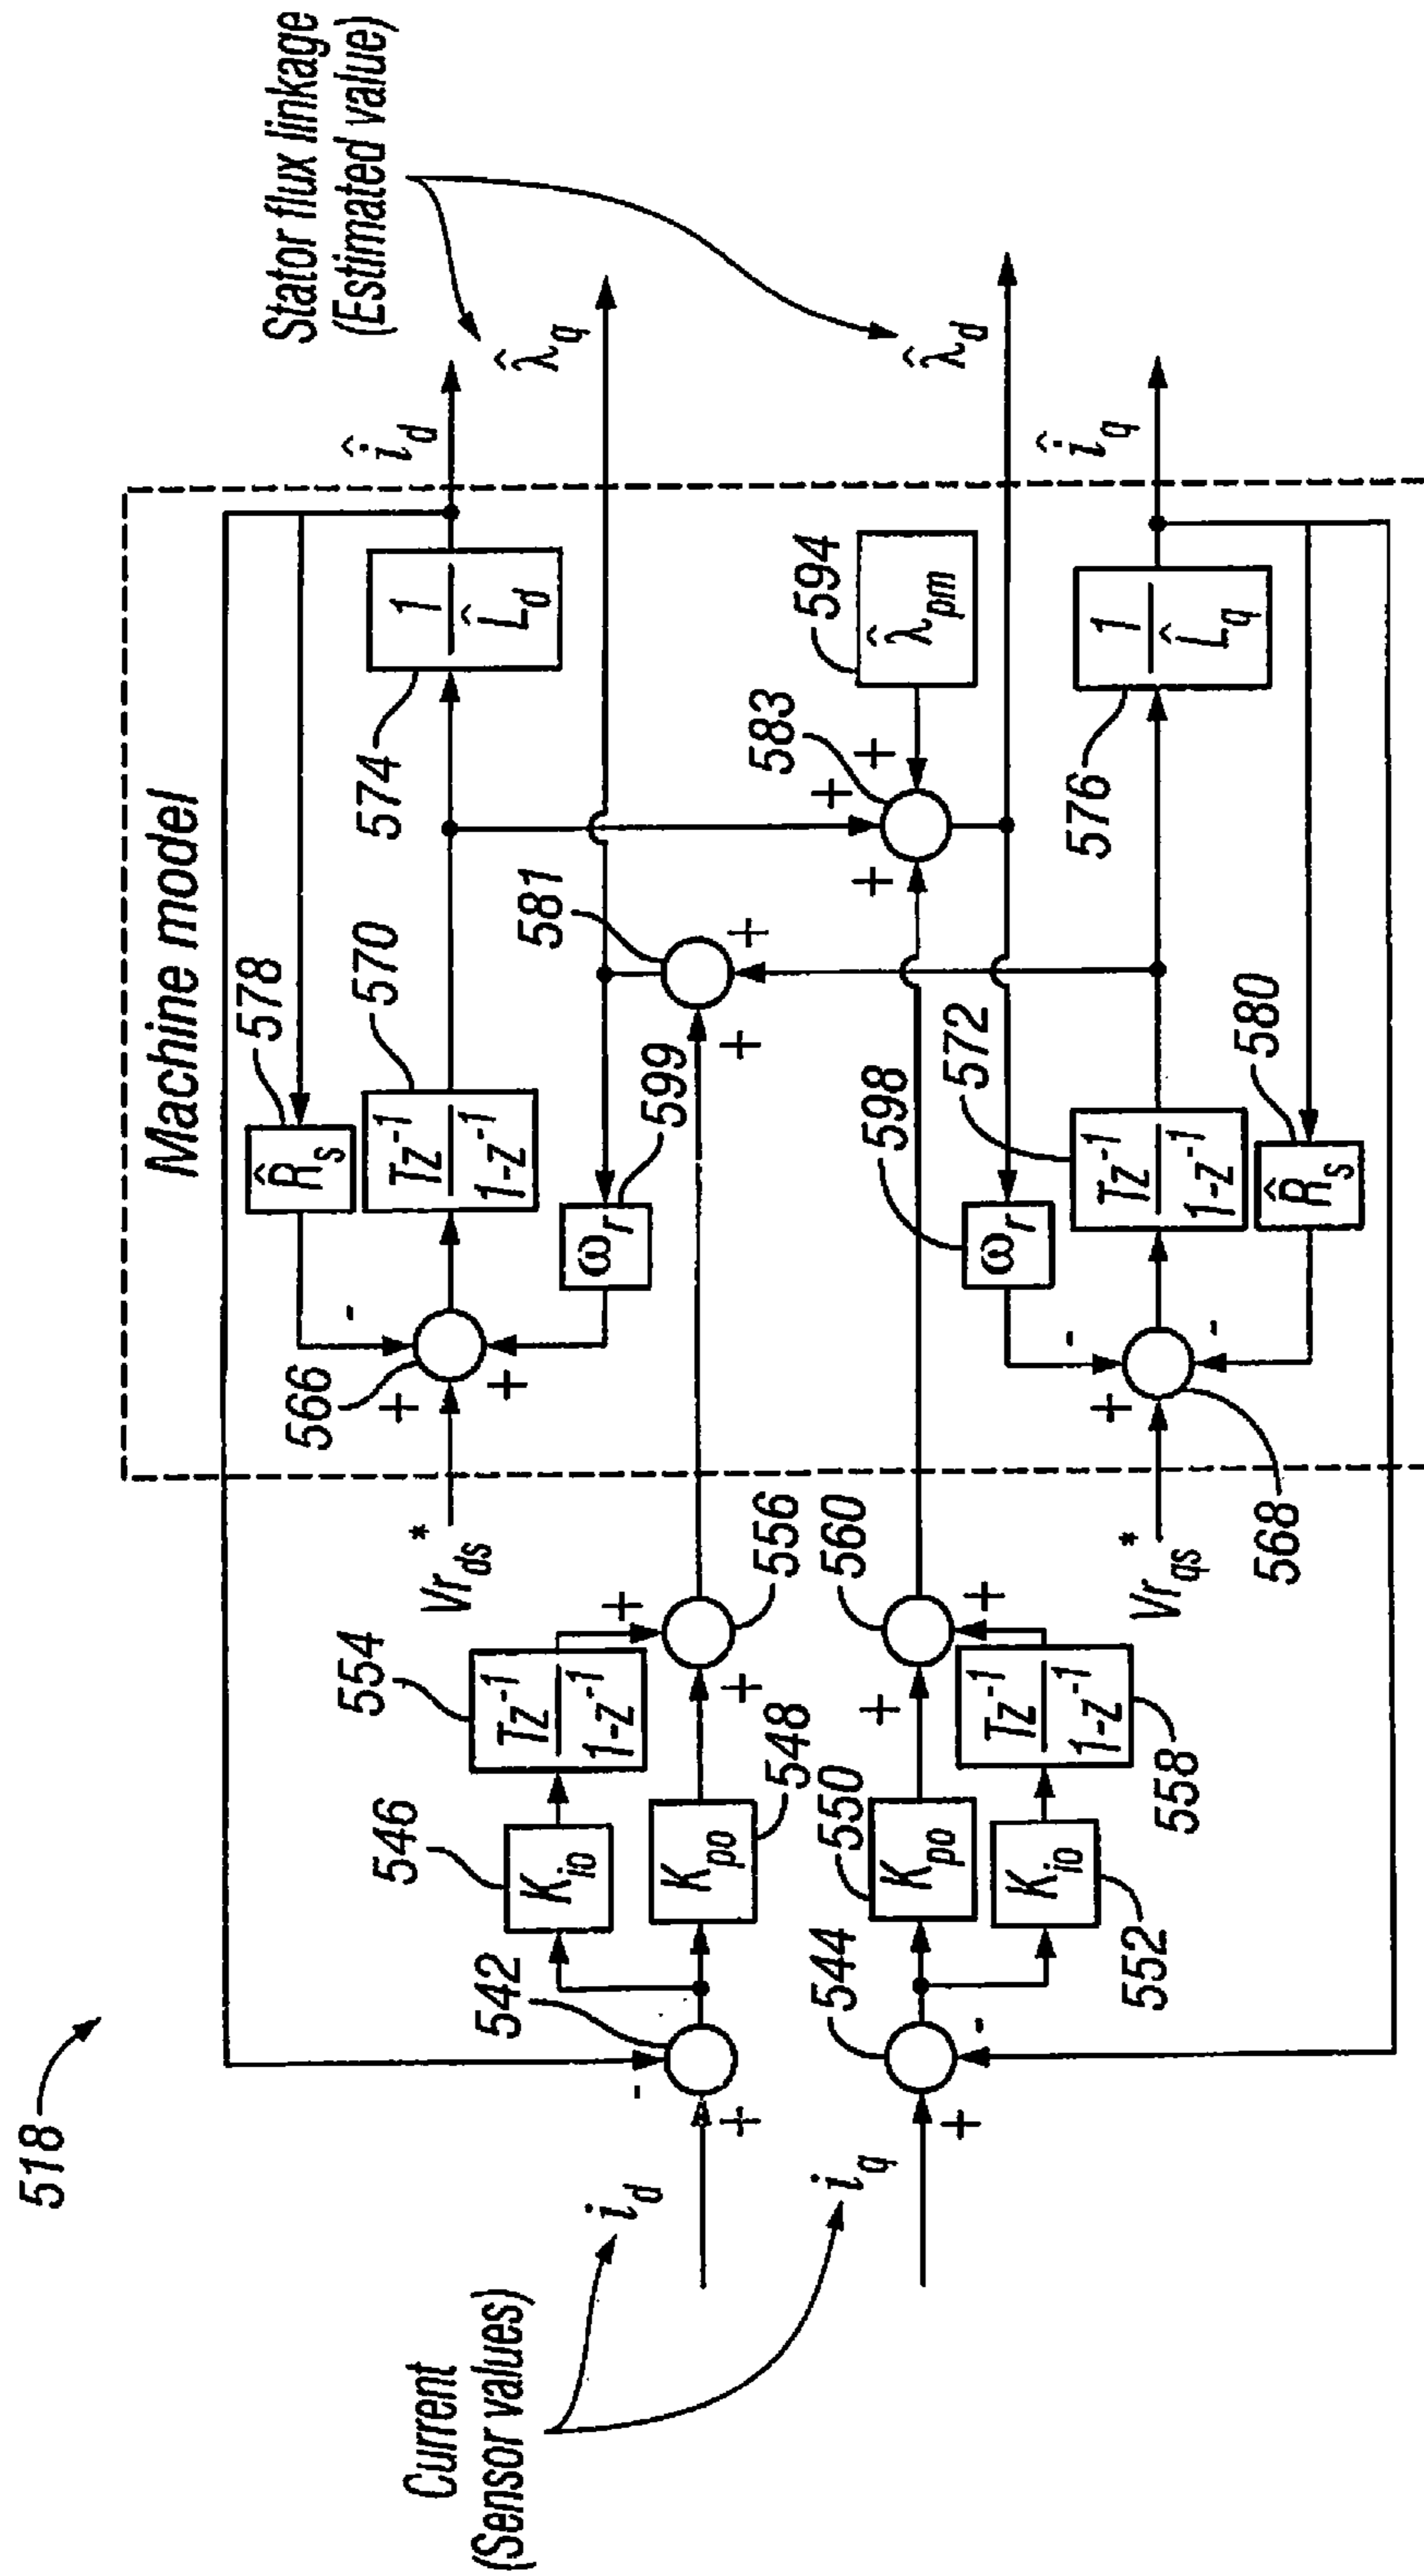 518
Machine model
Stator flux linkage
(Estimated value)
578
R̂s
574
1
L̂d
îd
570
Tz⁻¹
1-z⁻¹
566
+
-
+
Vr*ds
λ̂q
581
599
ωr
+
+
554
Tz⁻¹
1-z⁻¹
546
Kio
+
556
+
542
Kpo
548
-
+
id
Current
(Sensor values)
iq
544
+
-
550
Kpo
+
560
+
552
Kio
Tz⁻¹
1-z⁻¹
558
583
+
+
+
594
λ̂pm
λ̂d
598
ωr
572
Tz⁻¹
1-z⁻¹
-
+
-
568
Vr*qs
580
R̂s
576
1
L̂q
îq